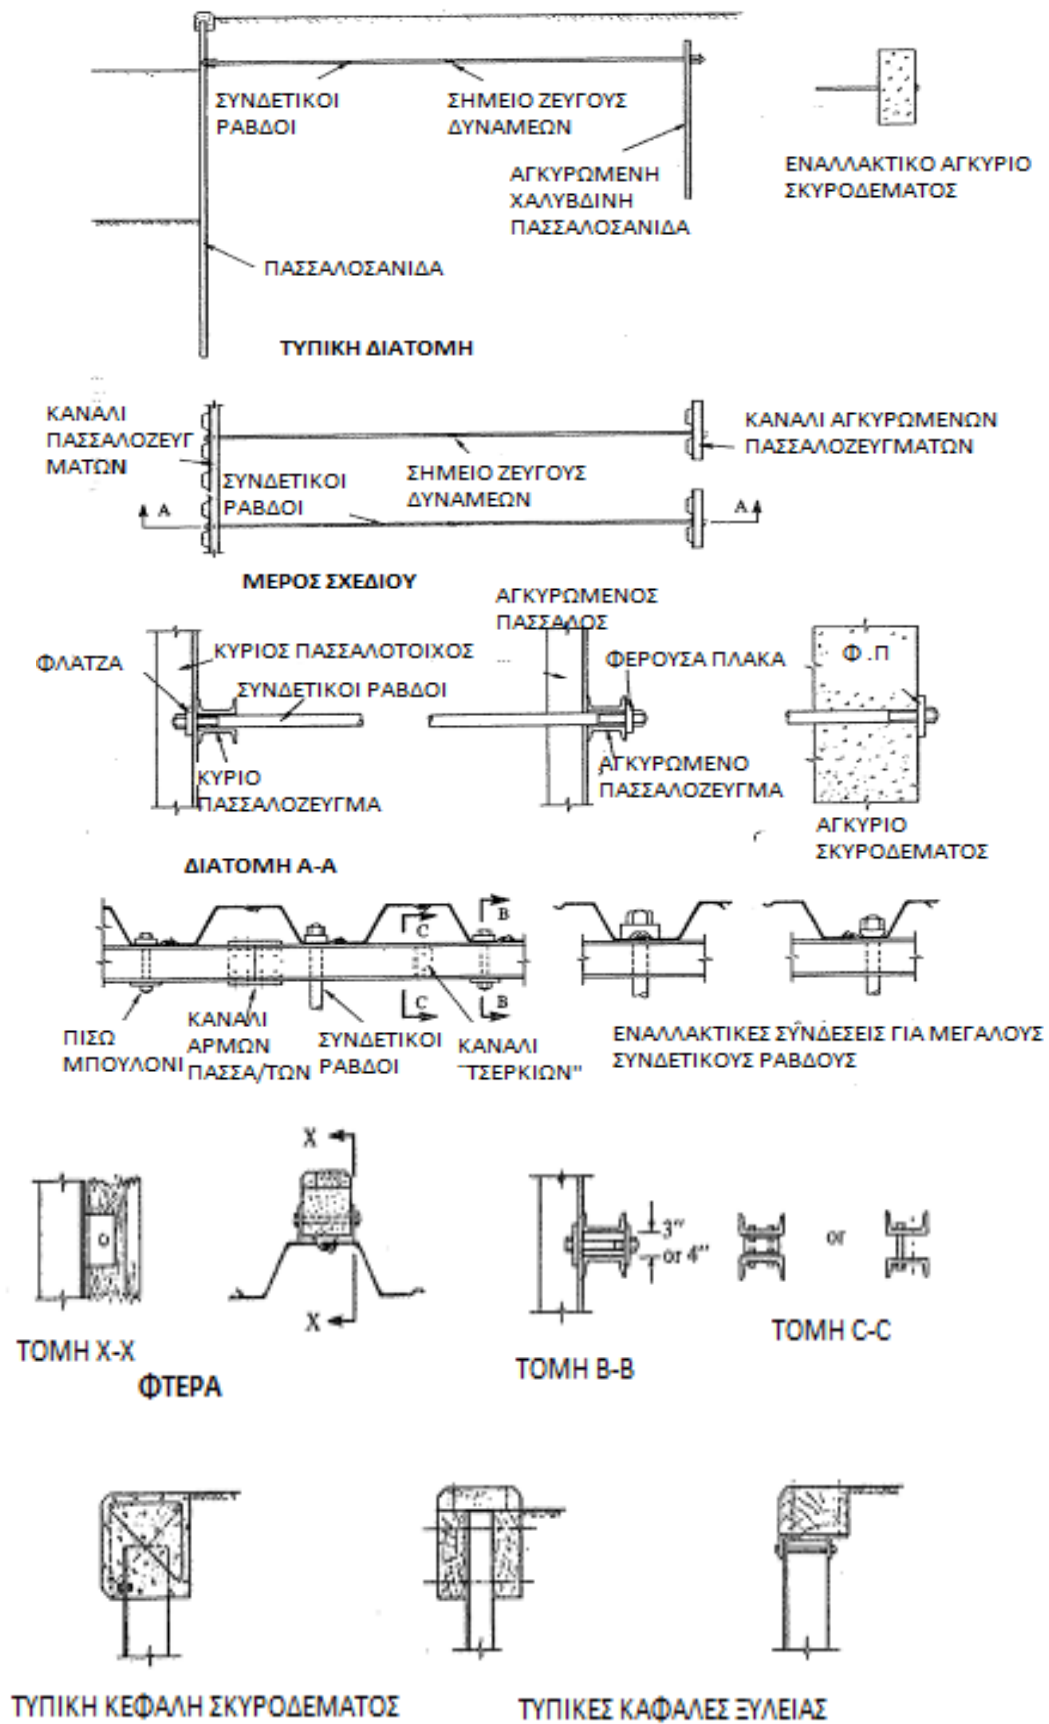 ΣΥΝΔΕΤΙΚΟΙ
ΡΑΒΔΟΙ
ΣΗΜΕΙΟ ΖΕΥΓΟΥΣ
ΔΥΝΑΜΕΩΝ
ΑΓΚΥΡΩΜΕΝΗ
ΧΑΛΥΒΔΙΝΗ
ΠΑΣΣΑΛΟΣΑΝΙΔΑ
ΕΝΑΛΛΑΚΤΙΚΟ ΑΓΚΥΡΙΟ
ΣΚΥΡΟΔΕΜΑΤΟΣ
ΠΑΣΣΑΛΟΣΑΝΙΔΑ
ΤΥΠΙΚΗ ΔΙΑΤΟΜΗ
ΚΑΝΑΛΙ
ΠΑΣΣΑΛΟΖΕΥΓ
ΜΑΤΩΝ
ΚΑΝΑΛΙ ΑΓΚΥΡΩΜΕΝΩΝ
ΠΑΣΣΑΛΟΖΕΥΓΜΑΤΩΝ
ΣΗΜΕΙΟ ΖΕΥΓΟΥΣ
ΔΥΝΑΜΕΩΝ
ΣΥΝΔΕΤΙΚΟΙ
ΡΑΒΔΟΙ
A
A
ΜΕΡΟΣ ΣΧΕΔΙΟΥ
ΑΓΚΥΡΩΜΕΝΟΣ
ΠΑΣΣΑΛΟΣ
ΦΛΑΤΖΑ
ΚΥΡΙΟΣ ΠΑΣΣΑΛΟΤΟΙΧΟΣ
ΣΥΝΔΕΤΙΚΟΙ ΡΑΒΔΟΙ
ΦΕΡΟΥΣΑ ΠΛΑΚΑ
Φ .Π
ΚΥΡΙΟ
ΠΑΣΣΑΛΟΖΕΥΓΜΑ
ΑΓΚΥΡΩΜΕΝΟ
ΠΑΣΣΑΛΟΖΕΥΓΜΑ
ΑΓΚΥΡΙΟ
ΣΚΥΡΟΔΕΜΑΤΟΣ
ΔΙΑΤΟΜΗ Α-Α
C
B
C
B
ΠΙΣΩ
ΜΠΟΥΛΟΝΙ
ΚΑΝΑΛΙ
ΑΡΜΩΝ
ΠΑΣΣΑ/ΤΩΝ
ΣΥΝΔΕΤΙΚΟΙ
ΡΑΒΔΟΙ
ΚΑΝΑΛΙ
"ΤΣΕΡΚΙΩΝ"
ΕΝΑΛΛΑΚΤΙΚΕΣ ΣΥΝΔΕΣΕΙΣ ΓΙΑ ΜΕΓΑΛΟΥΣ
ΣΥΝΔΕΤΙΚΟΥΣ ΡΑΒΔΟΥΣ
X
X
3"
or 4"
or
ΤΟΜΗ Χ-Χ
ΦΤΕΡΑ
ΤΟΜΗ Β-Β
ΤΟΜΗ C-C
ΤΥΠΙΚΗ ΚΕΦΑΛΗ ΣΚΥΡΟΔΕΜΑΤΟΣ
ΤΥΠΙΚΕΣ ΚΑΦΑΛΕΣ ΞΥΛΕΙΑΣ